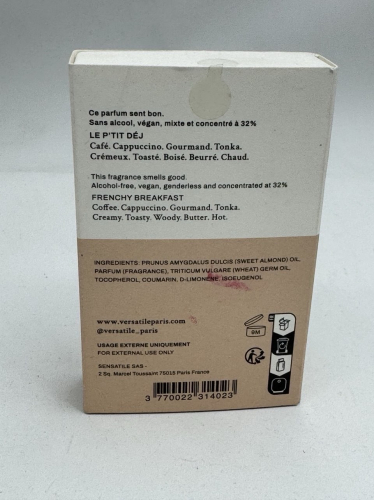 Ce parfum sent bon.
Sans alcool, végan, mixte et concentré à 32%
LE P'TIT DÉJ
Café. Cappuccino. Gourmand. Tonka.
Crémeux. Toasté. Boisé. Beurré. Chaud.
This fragrance smells good.
Alcohol-free, vegan, genderless and concentrated at 32%
FRENCHY BREAKFAST
Coffee. Cappuccino. Gourmand. Tonka.
Creamy. Toasty. Woody. Butter. Hot.
INGREDIENTS: PRUNUS AMYGDALUS DULCIS (SWEET ALMOND) OIL,
PARFUM (FRAGRANCE), TRITICUM VULGARE (WHEAT) GERM OIL,
TOCOPHEROL, COUMARIN, D-LIMONENE, ISOEUGENOL
www.versatileparis.com
@versatile_paris
9M
USAGE EXTERNE UNIQUEMENT
FOR EXTERNAL USE ONLY
SENSATILE SAS -
2 Sq. Marcel Toussaint 75015 Paris France
3 770022 314023